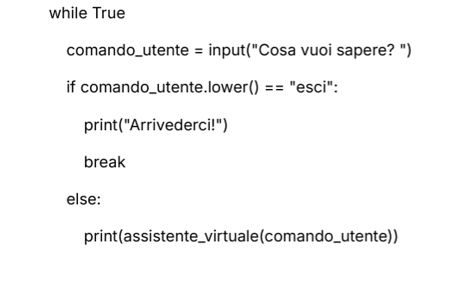 while True
comando_utente = input("Cosa vuoi sapere? ")
if comando_utente.lower() == "esci":
print("Arrivederci!")
break
else:
print(assistente_virtuale(comando_utente))